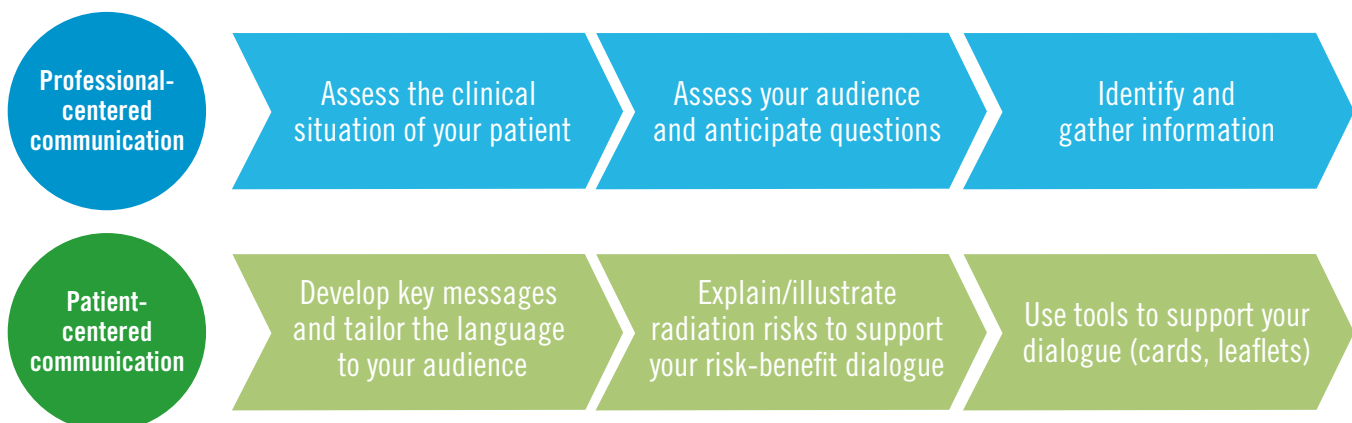 Professional-
centered
communication
Assess the clinical
situation of your patient
Assess your audience
and anticipate questions
Identify and
gather information
Patient-
centered
communication
Develop key messages
and tailor the language
to your audience
Explain/illustrate
radiation risks to support
your risk-benefit dialogue
Use tools to support your
dialogue (cards, leaflets)